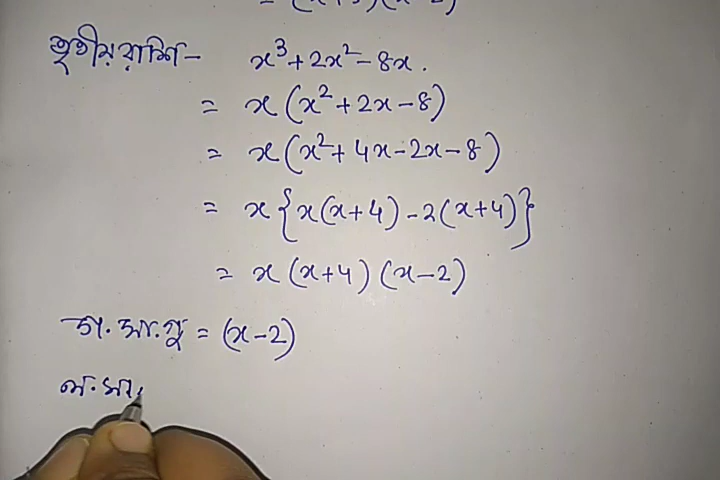 তৃতীয় রাশি - x³+2x²-8x.
= x(x²+2x-8)
= x(x²+4x-2x-8)
= x{x(x+4)-2(x+4)}
= x(x+4)(x-2)
গ.সা.গু = (x-2)
ল.সা.